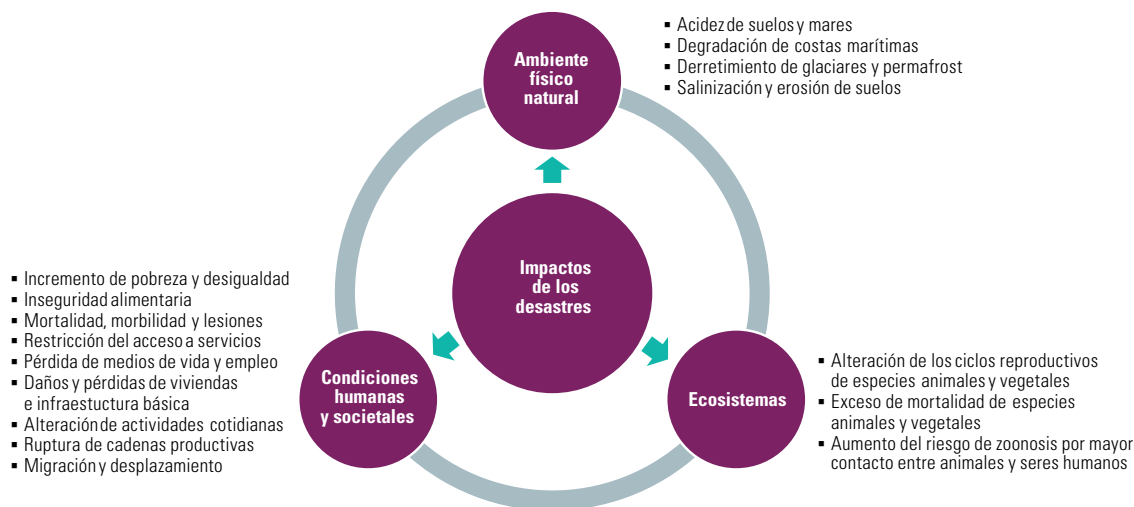 Ambiente
físico
natural
▪ Acidez de suelos y mares
▪ Degradación de costas marítimas
▪ Derretimiento de glaciares y permafrost
▪ Salinización y erosión de suelos
Impactos
de los
desastres
▪ Incremento de pobreza y desigualdad
▪ Inseguridad alimentaria
▪ Mortalidad, morbilidad y lesiones
▪ Restricción del acceso a servicios
▪ Pérdida de medios de vida y empleo
▪ Daños y pérdidas de viviendas
e infraestuctura básica
▪ Alteración de actividades cotidianas
▪ Ruptura de cadenas productivas
▪ Migración y desplazamiento
Condiciones
humanas
y societales
Ecosistemas
▪ Alteración de los ciclos reproductivos
de especies animales y vegetales
▪ Exceso de mortalidad de especies
animales y vegetales
▪ Aumento del riesgo de zoonosis por mayor
contacto entre animales y seres humanos